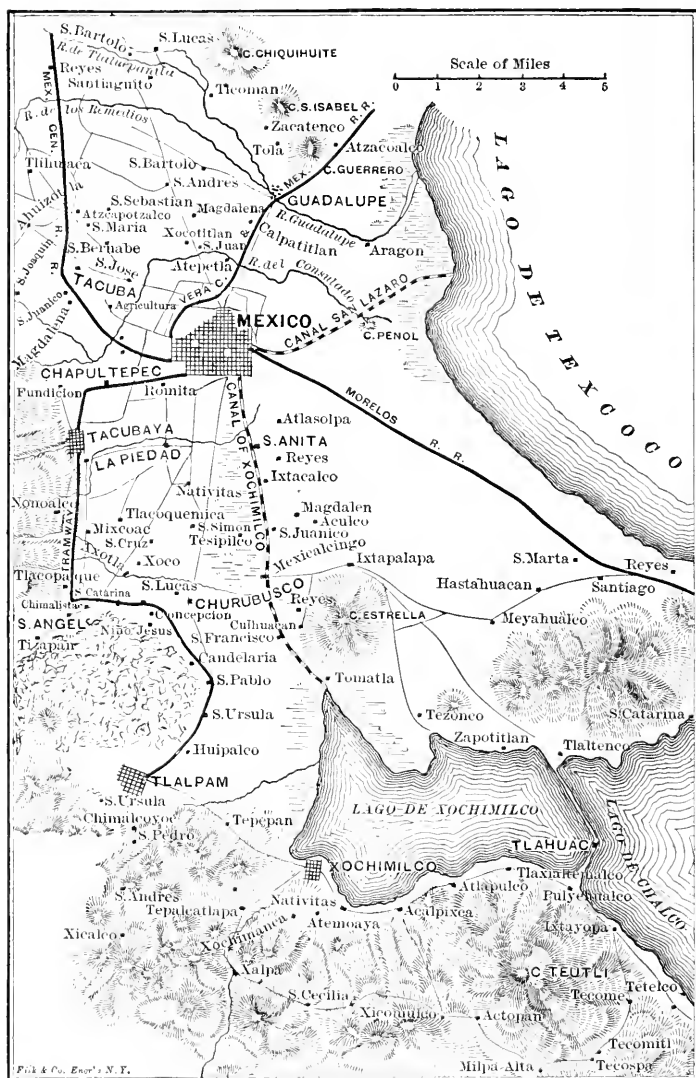 S. Bartolo
S. Lucas
C. CHIQUIHUITE
Scale of Miles
0 1 2 3 4 5
R. de Tlalnepantla
Reyes
Santiaguito
Ticoman
C. S. ISABEL
MEX. CEN. R. R.
R. de los Remedios
Zacatenco
Tola
Atzacoalco
Tlihuaca
S. Bartolo
C. GUERRERO
S. Andres
GUADALUPE
Ahuizotla
S. Sebastian
Atzcapotzalco
Magdalena
S. Maria
Xocotitlan
Calpatitlan
R. Guadalupe
S. Bernabe
S. Juan
Aragon
S. Joaquin
S. Jose
Atepetla
R. del Consulado
TACUBA
VERA C. & MEX. R. R.
CANAL SAN LAZARO
S. Juanico
Agricultura
Magdalena
MEXICO
C. PEÑOL
LAGO DE TEXCOCO
CHAPULTEPEC
Fundicion
Romita
MORELOS R. R.
CANAL OF XOCHIMILCO
Atlasolpa
TACUBAYA
S. ANITA
LA PIEDAD
Reyes
Ixtacalco
Nativitas
Nonoalco
Tlacoquemica
Magdalen
Aculco
Mixcoac
S. Simon
S. Juanico
S. Cruz
Tesipilco
Axotla
TRAMWAY
Mexicalcingo
Xoco
Ixtapalapa
S. Marta
Reyes
Tlacopaque
S. Lucas
Hastahuacan
Santiago
Chimalistac
S. Catarina
CHURUBUSCO
Reyes
Concepcion
C. ESTRELLA
Meyahualco
S. ANGEL
Niño Jesus
Culhuacan
S. Francisco
Tizapan
Candelaria
S. Pablo
Tomatla
S. Ursula
Tezonco
S. Catarina
Huipalco
Zapotitlan
Tlaltenco
TLALPAM
S. Ursula
LAGO DE XOCHIMILCO
LAGO DE CHALCO
Chimalcoyoc
Tepepan
S. Pedro
TLAHUAC
XOCHIMILCO
Tlaxialtemalco
S. Andres
Nativitas
Atlapulco
Pulyehualco
Tepalcatlapa
Acalpixca
Xochimanca
Atemoaya
Xicalco
Ixtayopa
Xalpa
C. TEUTLI
Tetelco
S. Cecilia
Tecome
Xicomulco
Actopan
Tecomitl
Milpa-Alta
Tecospa
Fisk & Co. Engr's N. Y.